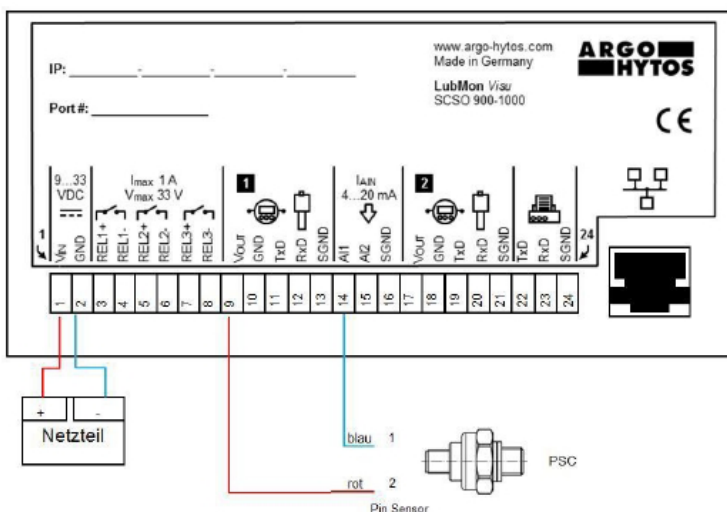 www.argo-hytos.com
Made in Germany
ARGO
HYTOS
IP: _ - _ - _ - _
LubMon Visu
SCSO 900-1000
Port#: _
CE
9...33
VDC
Imax 1 A
Vmax 33 V
1
IAIN
4...20 mA
2
1
VIN
GND
REL1+
REL1-
REL2+
REL2-
REL3+
REL3-
Vout
GND
TxD
RxD
SGND
AI1
AI2
SGND
Vout
GND
TxD
RxD
SGND
TxD
RxD
SGND
24
1 2 3 4 5 6 7 8 9 10 11 12 13 14 15 16 17 18 19 20 21 22 23 24
+ -
Netzteil
blau 1
PSC
rot 2
Pin Sensor